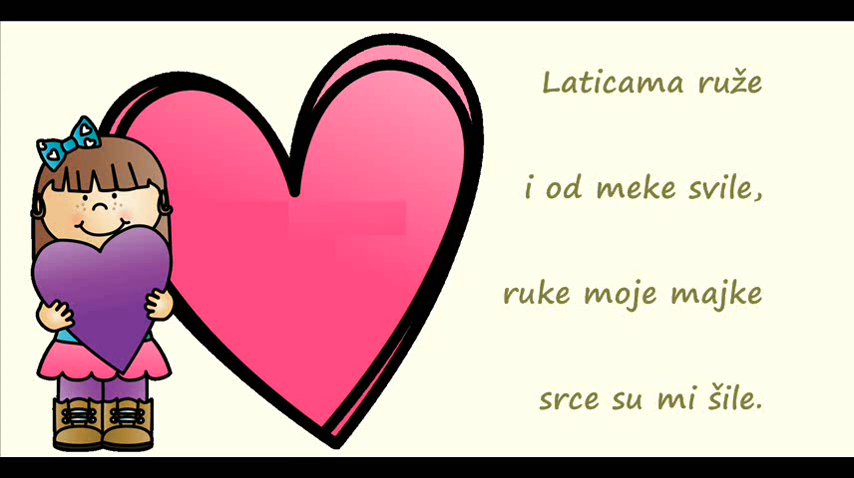 Laticama ruže
i od meke svile,
ruke moje majke
srce su mi šile.